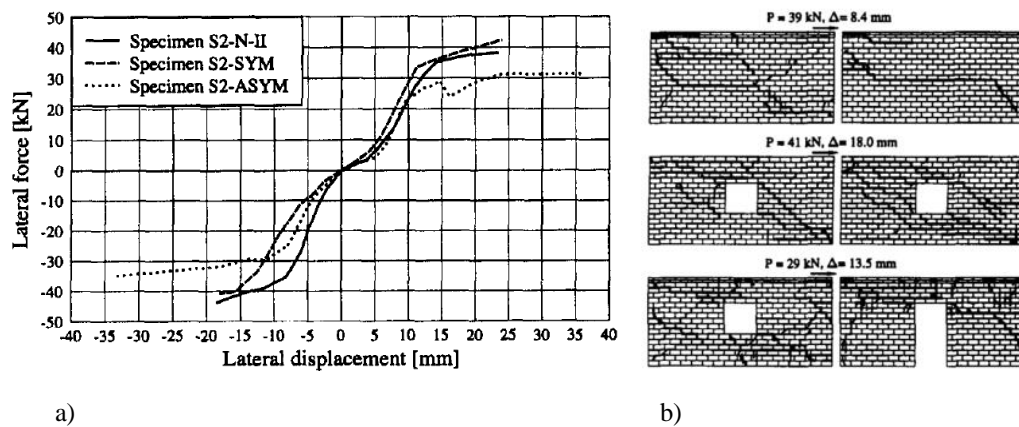 50
40
30
20
10
0
-10
-20
-30
-40
-50
Lateral force [kN]
Specimen S2-N-II
Specimen S2-SYM
Specimen S2-ASYM
-40 -35 -30 -25 -20 -15 -10 -5 0 5 10 15 20 25 30 35 40
Lateral displacement [mm]
a)
P = 39 kN, Δ= 8.4 mm
P = 41 kN, Δ= 18.0 mm
P = 29 kN, Δ= 13.5 mm
b)